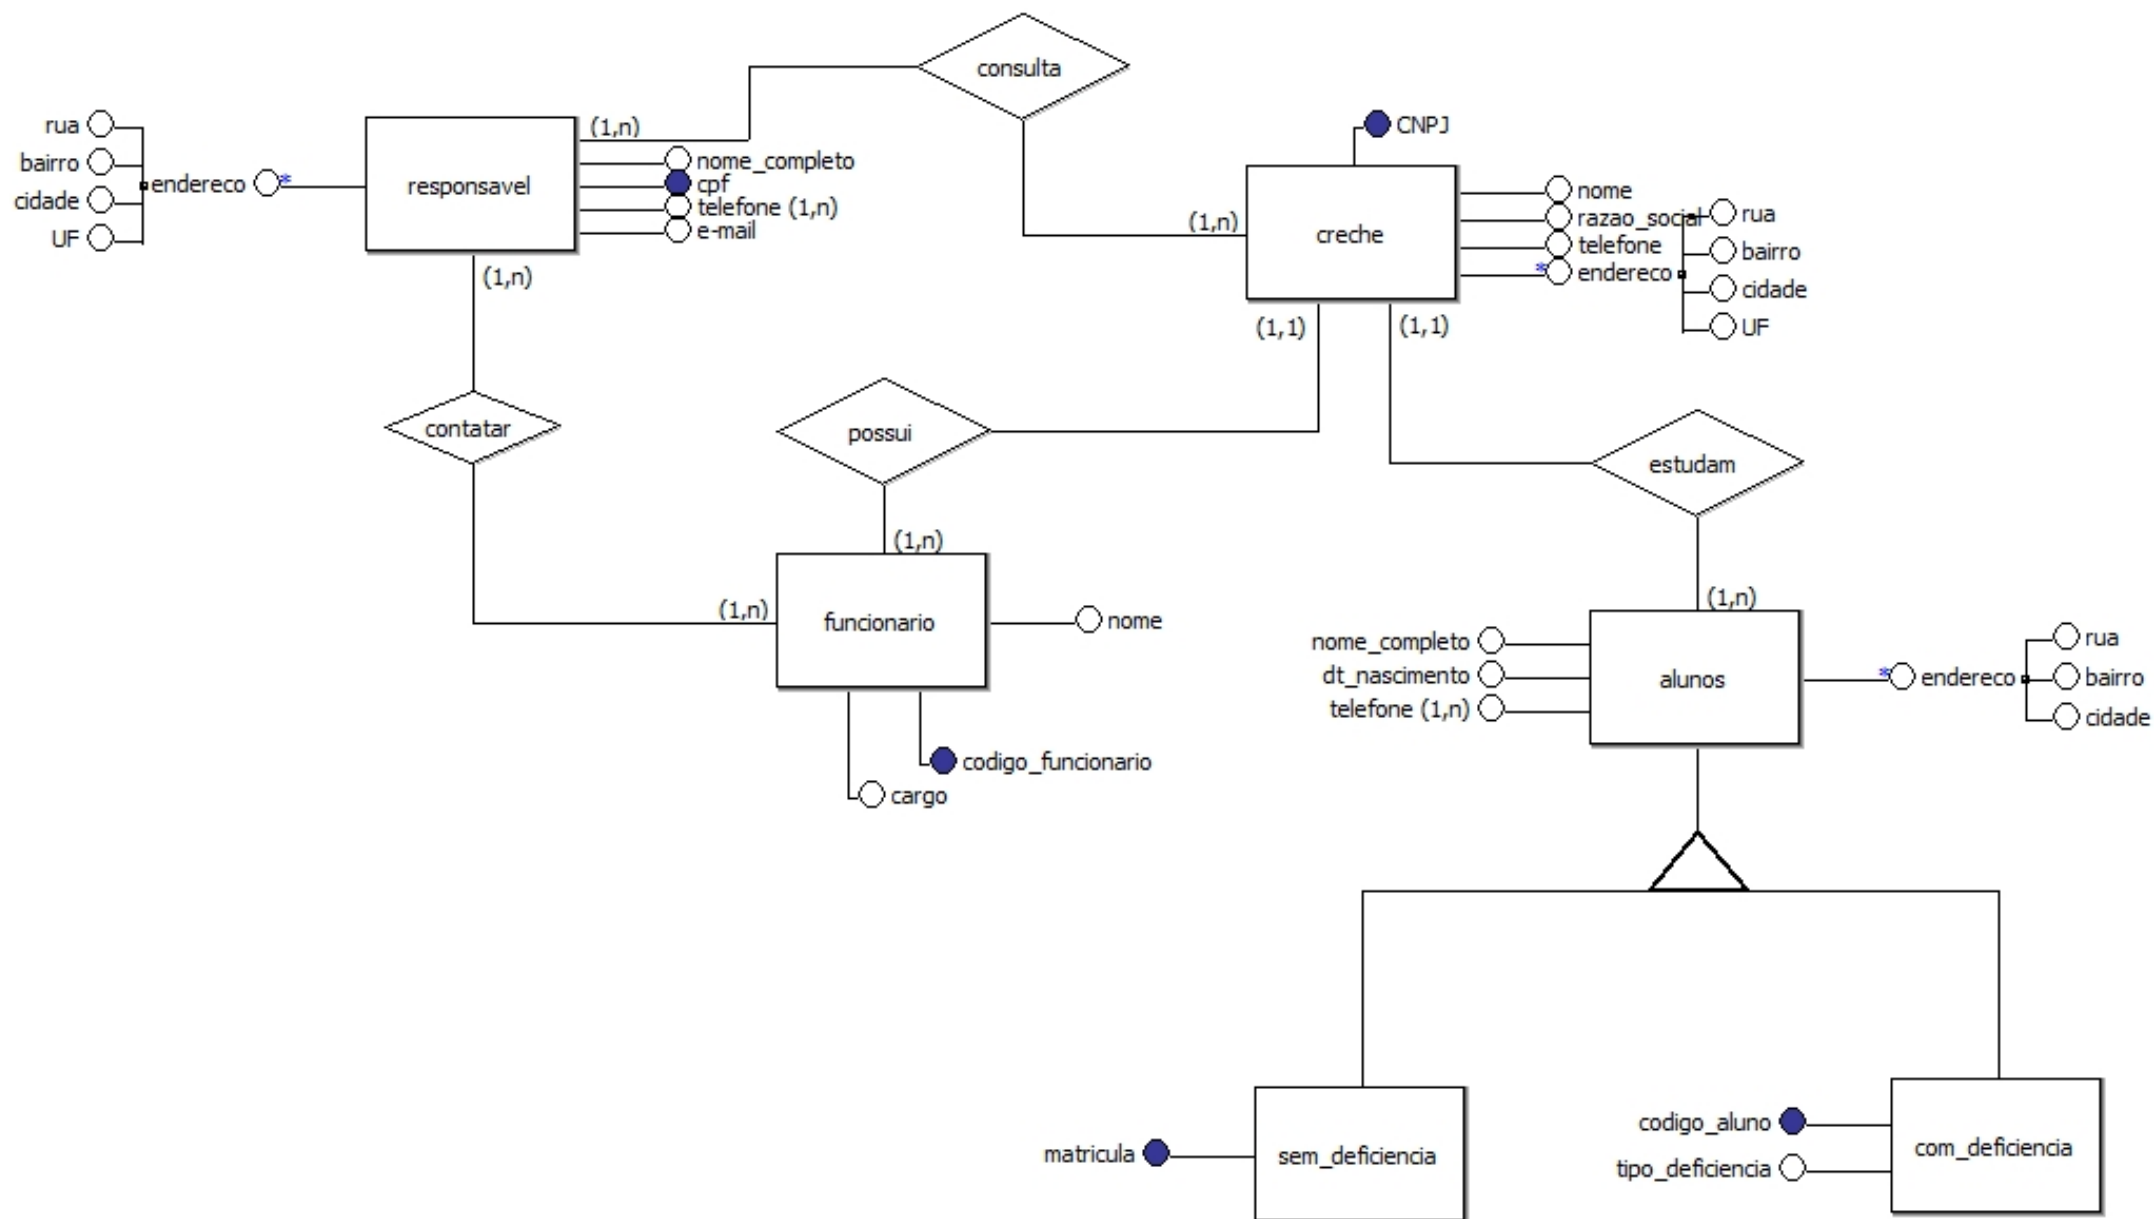 consulta
rua
bairro
cidade
UF
endereco
*
responsavel
(1,n)
nome_completo
cpf
telefone (1,n)
e-mail
(1,n)
CNPJ
(1,n)
creche
nome
razao_social
telefone
* endereco
rua
bairro
cidade
UF
(1,1)
(1,1)
contatar
possui
estudam
(1,n)
(1,n)
funcionario
nome
codigo_funcionario
cargo
(1,n)
nome_completo
dt_nascimento
telefone (1,n)
alunos
* endereco
rua
bairro
cidade
matricula
sem_deficiencia
codigo_aluno
tipo_deficiencia
com_deficiencia